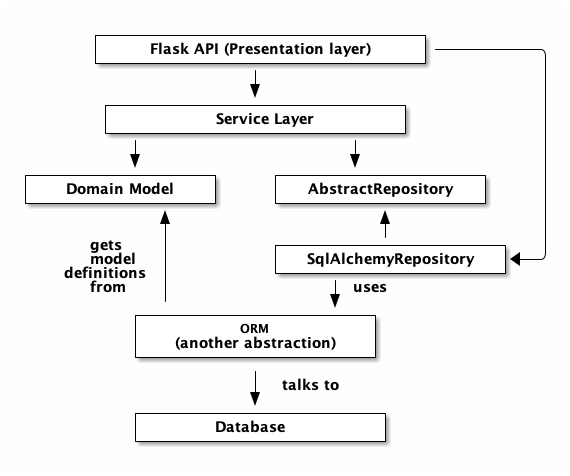 Flask API (Presentation layer)
Service Layer
Domain Model
AbstractRepository
gets
model
definitions
from
SqlAlchemyRepository
uses
ORM
(another abstraction)
talks to
Database